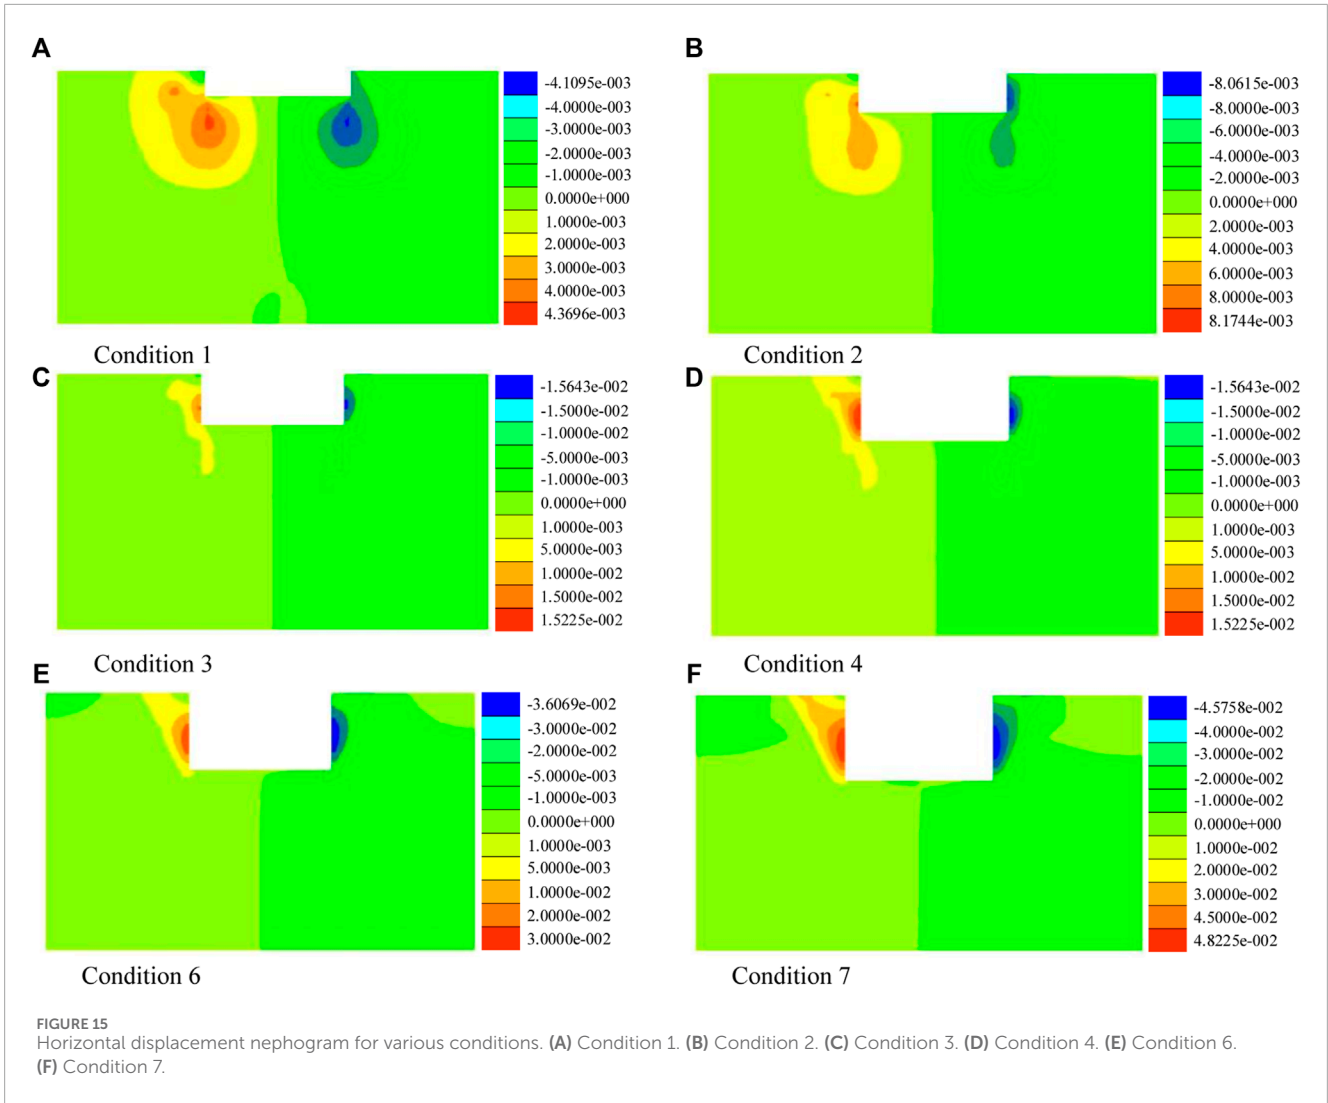 A
-4.1095e-003
-4.0000e-003
-3.0000e-003
-2.0000e-003
-1.0000e-003
0.0000e+000
1.0000e-003
2.0000e-003
3.0000e-003
4.0000e-003
4.3696e-003
Condition 1
B
-8.0615e-003
-8.0000e-003
-6.0000e-003
-4.0000e-003
-2.0000e-003
0.0000e+000
2.0000e-003
4.0000e-003
6.0000e-003
8.0000e-003
8.1744e-003
Condition 2
C
-1.5643e-002
-1.5000e-002
-1.0000e-002
-5.0000e-003
-1.0000e-003
0.0000e+000
1.0000e-003
5.0000e-003
1.0000e-002
1.5000e-002
1.5225e-002
Condition 3
D
-1.5643e-002
-1.5000e-002
-1.0000e-002
-5.0000e-003
-1.0000e-003
0.0000e+000
1.0000e-003
5.0000e-003
1.0000e-002
1.5000e-002
1.5225e-002
Condition 4
E
-3.6069e-002
-3.0000e-002
-2.0000e-002
-5.0000e-003
-1.0000e-003
0.0000e+000
1.0000e-003
5.0000e-003
1.0000e-002
2.0000e-002
3.0000e-002
Condition 6
F
-4.5758e-002
-4.0000e-002
-3.0000e-002
-2.0000e-002
-1.0000e-002
0.0000e+000
1.0000e-002
2.0000e-002
3.0000e-002
4.5000e-002
4.8225e-002
Condition 7
FIGURE 15
Horizontal displacement nephogram for various conditions. (A) Condition 1. (B) Condition 2. (C) Condition 3. (D) Condition 4. (E) Condition 6.
(F) Condition 7.